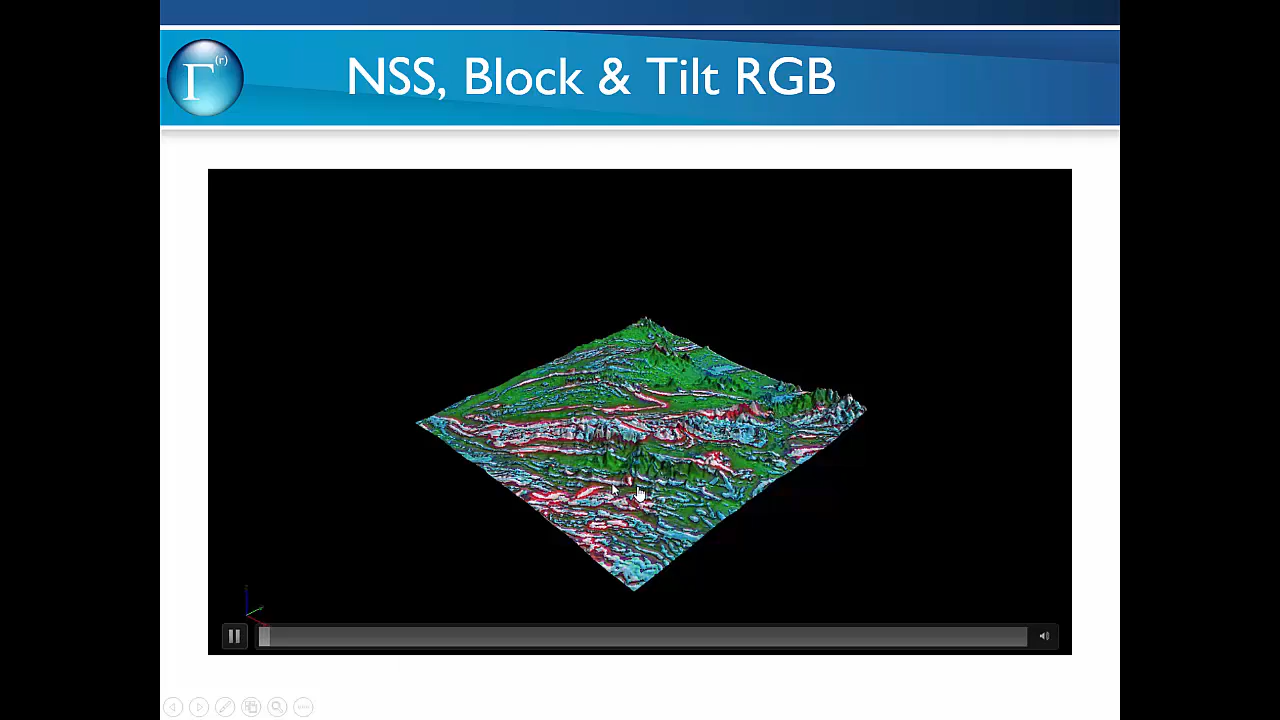 Γ(r)
NSS, Block & Tilt RGB